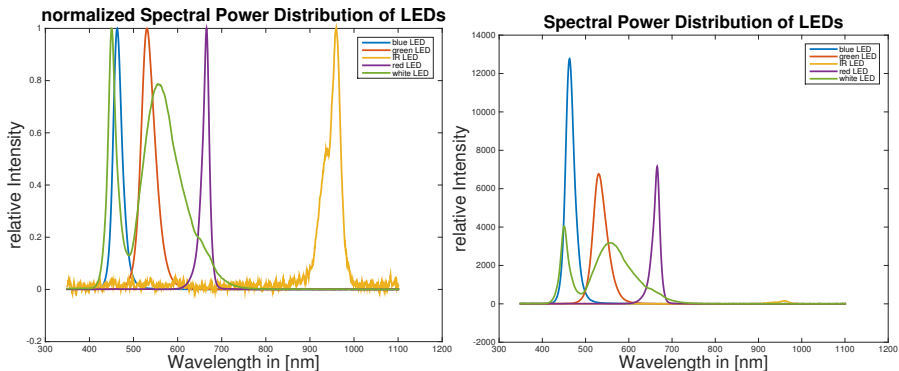 normalized Spectral Power Distribution of LEDs
relative Intensity
1
0.8
0.6
0.4
0.2
0
-0.2
300 400 500 600 700 800 900 1000 1100 1200
Wavelength in [nm]
blue LED
green LED
IR LED
red LED
white LED
Spectral Power Distribution of LEDs
relative Intensity
14000
12000
10000
8000
6000
4000
2000
0
-2000
300 400 500 600 700 800 900 1000 1100 1200
Wavelength in [nm]
blue LED
green LED
IR LED
red LED
white LED